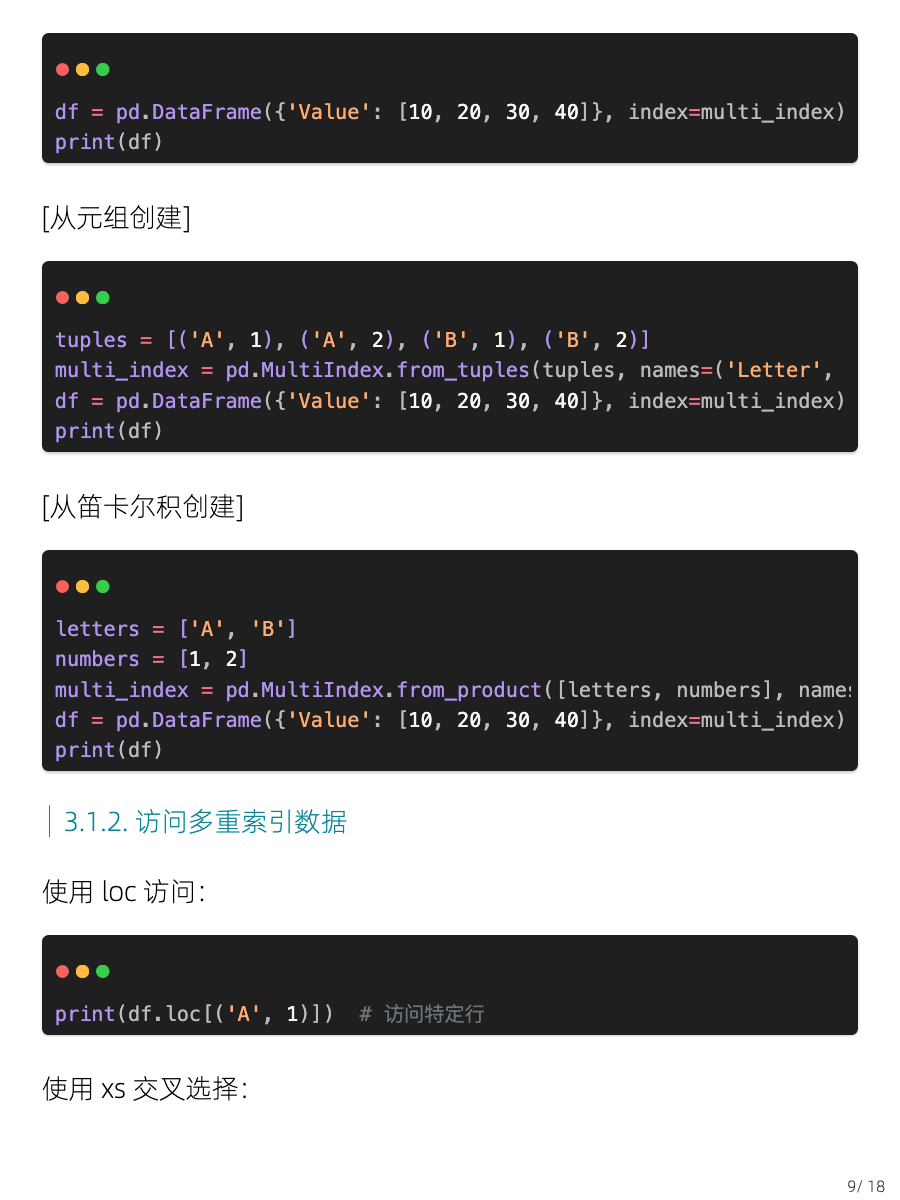 df = pd.DataFrame({'Value': [10, 20, 30, 40]}, index=multi_index)
print(df)
[从元组创建]
tuples = [('A', 1), ('A', 2), ('B', 1), ('B', 2)]
multi_index = pd.MultiIndex.from_tuples(tuples, names=('Letter',
df = pd.DataFrame({'Value': [10, 20, 30, 40]}, index=multi_index)
print(df)
[从笛卡尔积创建]
letters = ['A', 'B']
numbers = [1, 2]
multi_index = pd.MultiIndex.from_product([letters, numbers], names
df = pd.DataFrame({'Value': [10, 20, 30, 40]}, index=multi_index)
print(df)
3.1.2. 访问多重索引数据
使用 loc 访问：
print(df.loc[('A', 1)])  # 访问特定行
使用 xs 交叉选择：
9/ 18